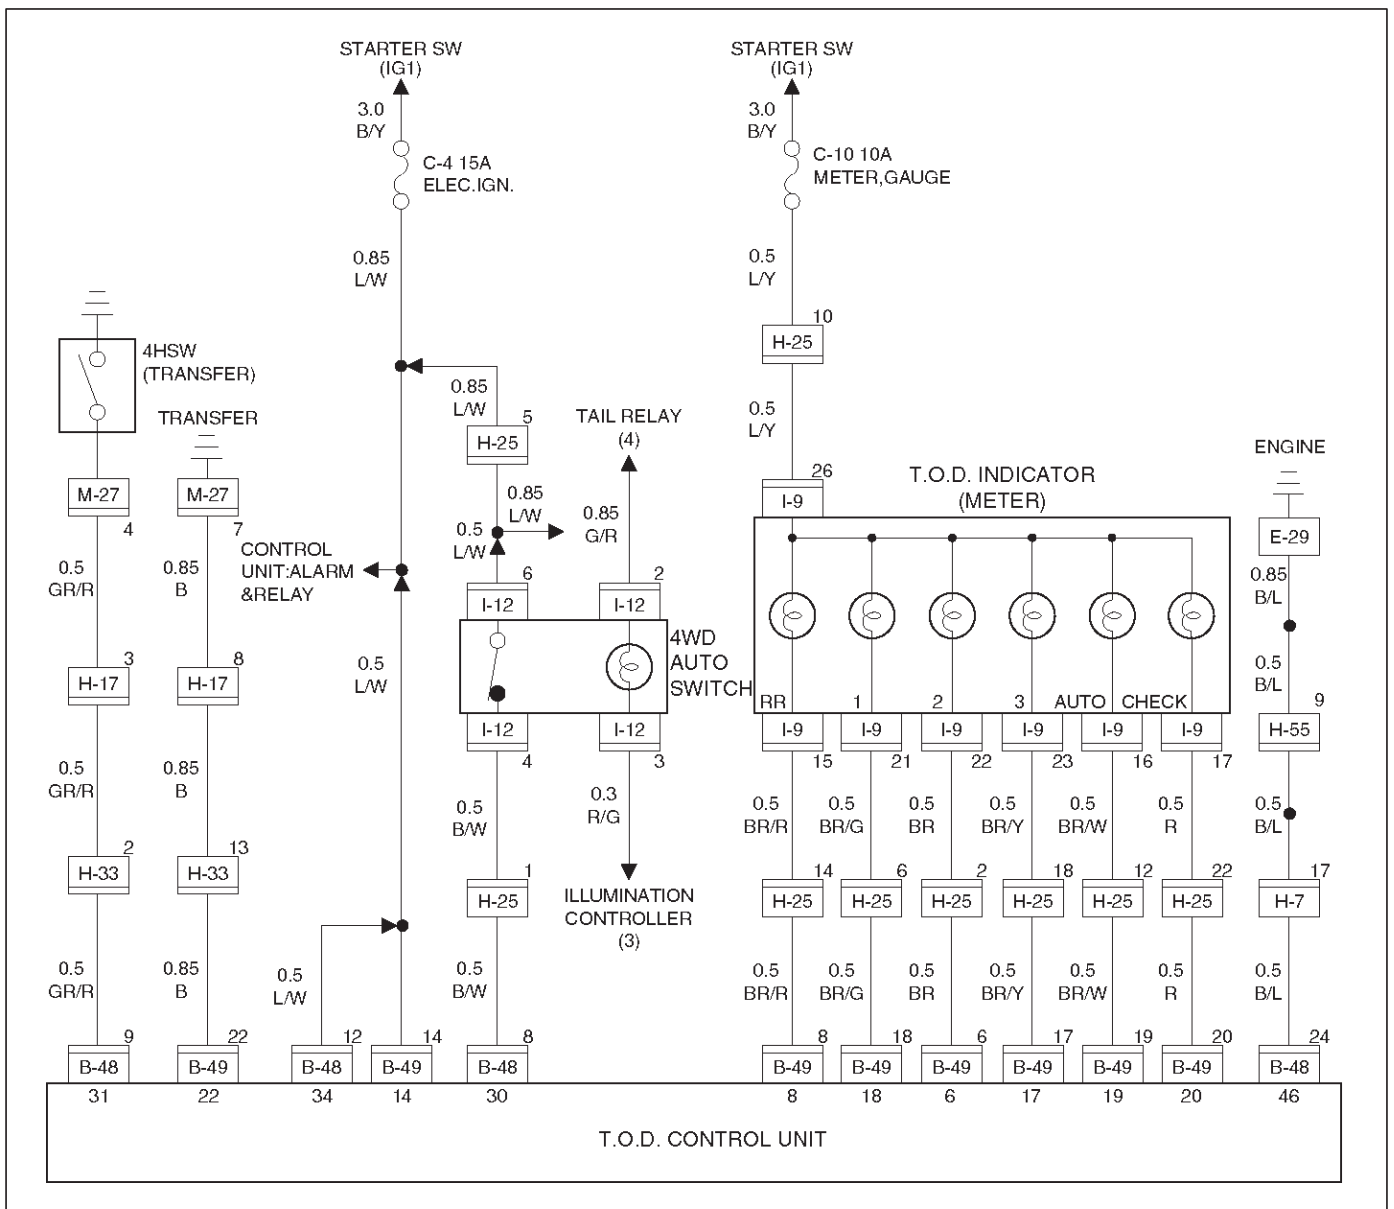 STARTER SW
(IG1)
3.0
B/Y
C-4 15A
ELEC.IGN.
0.85
L/W
STARTER SW
(IG1)
3.0
B/Y
C-10 10A
METER,GAUGE
0.5
L/Y
10
H-25
0.5
L/Y
26
I-9
4HSW
(TRANSFER)
TRANSFER
M-27
4
M-27
7
0.85
L/W
5
H-25
0.85
L/W
0.5
L/W
TAIL RELAY
(4)
0.85
G/R
T.O.D. INDICATOR
(METER)
ENGINE
E-29
0.85
B/L
0.5
GR/R
0.85
B
CONTROL
UNIT:ALARM
&RELAY
6
I-12
2
I-12
4WD
AUTO
SWITCH
0.5
L/W
3
H-17
8
H-17
0.5
B/L
9
H-55
RR
1
2
3
AUTO
CHECK
I-12
4
I-12
3
I-9
15
I-9
21
I-9
22
I-9
23
I-9
16
I-9
17
0.5
GR/R
0.85
B
0.5
B/W
0.3
R/G
0.5
BR/R
0.5
BR/G
0.5
BR
0.5
BR/Y
0.5
BR/W
0.5
R
0.5
B/L
2
H-33
13
H-33
1
H-25
ILLUMINATION
CONTROLLER
(3)
14
H-25
6
H-25
2
H-25
18
H-25
12
H-25
22
H-25
17
H-7
0.5
GR/R
0.85
B
0.5
L/W
0.5
B/W
0.5
BR/R
0.5
BR/G
0.5
BR
0.5
BR/Y
0.5
BR/W
0.5
R
0.5
B/L
9
B-48
22
B-49
12
B-48
14
B-49
8
B-48
8
B-49
18
B-49
6
B-49
17
B-49
19
B-49
20
B-49
24
B-48
31
22
34
14
30
8
18
6
17
19
20
46
T.O.D. CONTROL UNIT